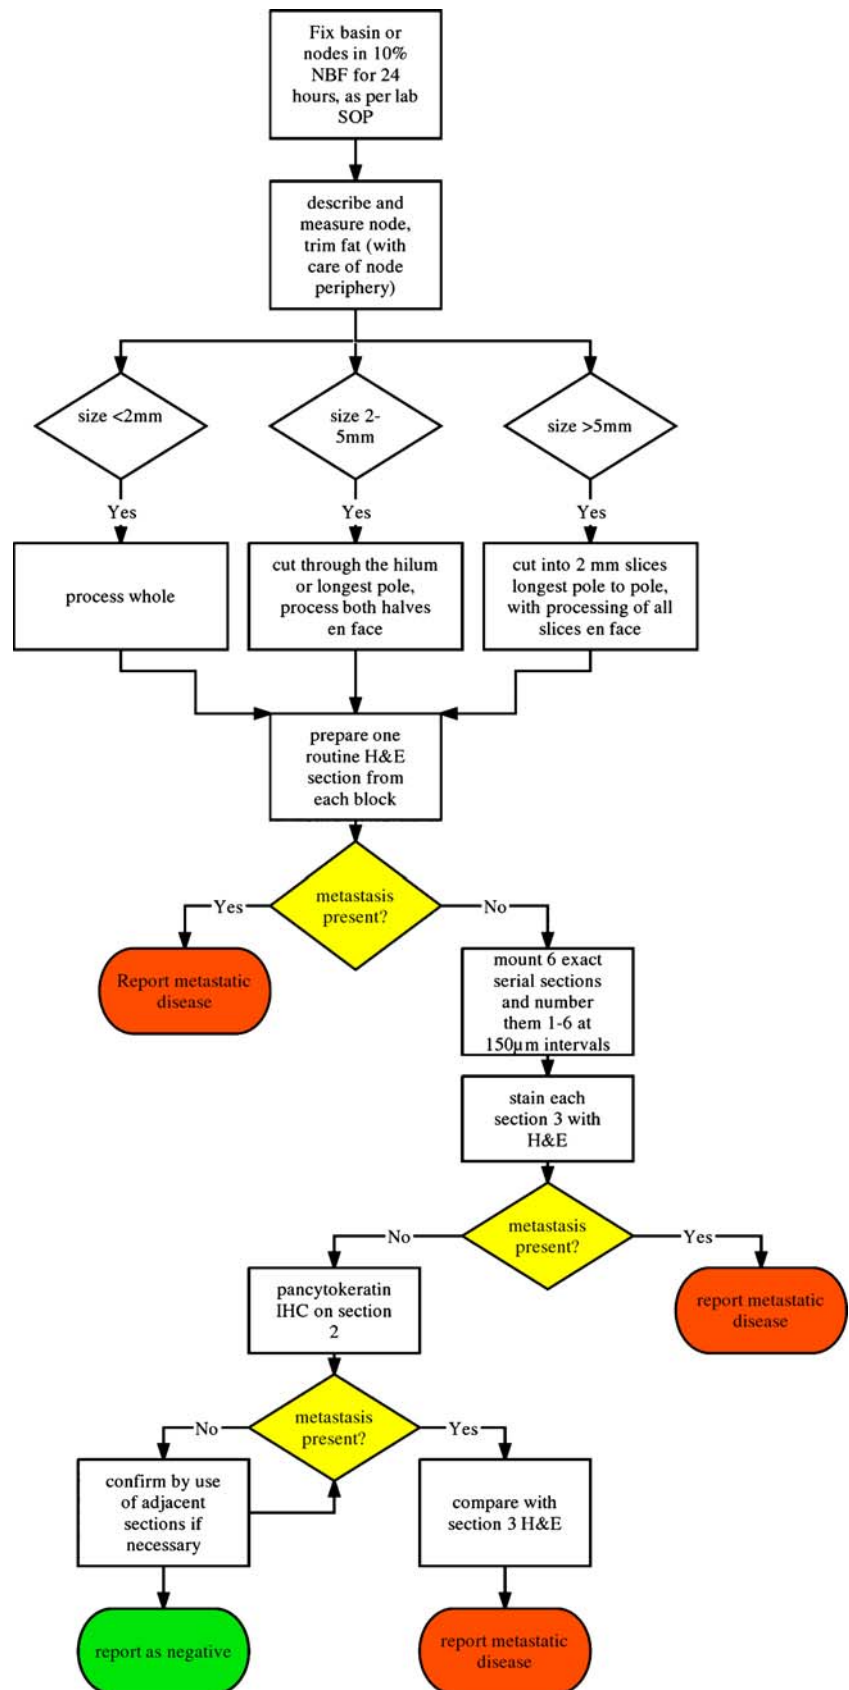 Fix basin or
nodes in 10%
NBF for 24
hours, as per lab
SOP
describe and
measure node,
trim fat (with
care of node
periphery)
size <2mm
size 2-
5mm
size >5mm
Yes
Yes
Yes
process whole
cut through the hilum
or longest pole,
process both halves
en face
cut into 2 mm slices
longest pole to pole,
with processing of all
slices en face
prepare one
routine H&E
section from
each block
metastasis
present?
Yes
No
Report metastatic
disease
mount 6 exact
serial sections
and number
them 1-6 at
150µm intervals
stain each
section 3 with
H&E
metastasis
present?
No
Yes
pancytokeratin
IHC on section
2
report metastatic
disease
metastasis
present?
No
Yes
confirm by use
of adjacent
sections if
necessary
compare with
section 3 H&E
report as negative
report metastatic
disease